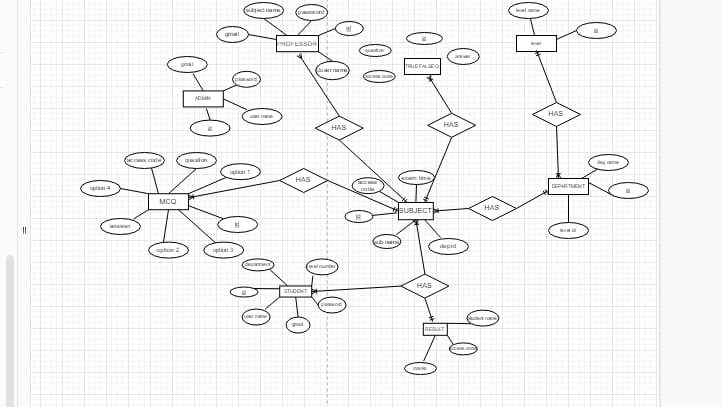 subject name
password
level name
gmail
id
PROFESSOR
id
id
level
question
answer
gmail
user name
TRUE FALSE Q
access code
password
ADMIN
user name
HAS
HAS
HAS
id
access code
question
option 1
dep name
option 4
HAS
access
code
exam time
DEPARTMENT
id
MCQ
HAS
SUBJECT
id
answer
id
level id
option 2
option 3
sub name
dep id
department
level number
id
STUDENT
HAS
password
user name
gmail
student name
RESULT
access code